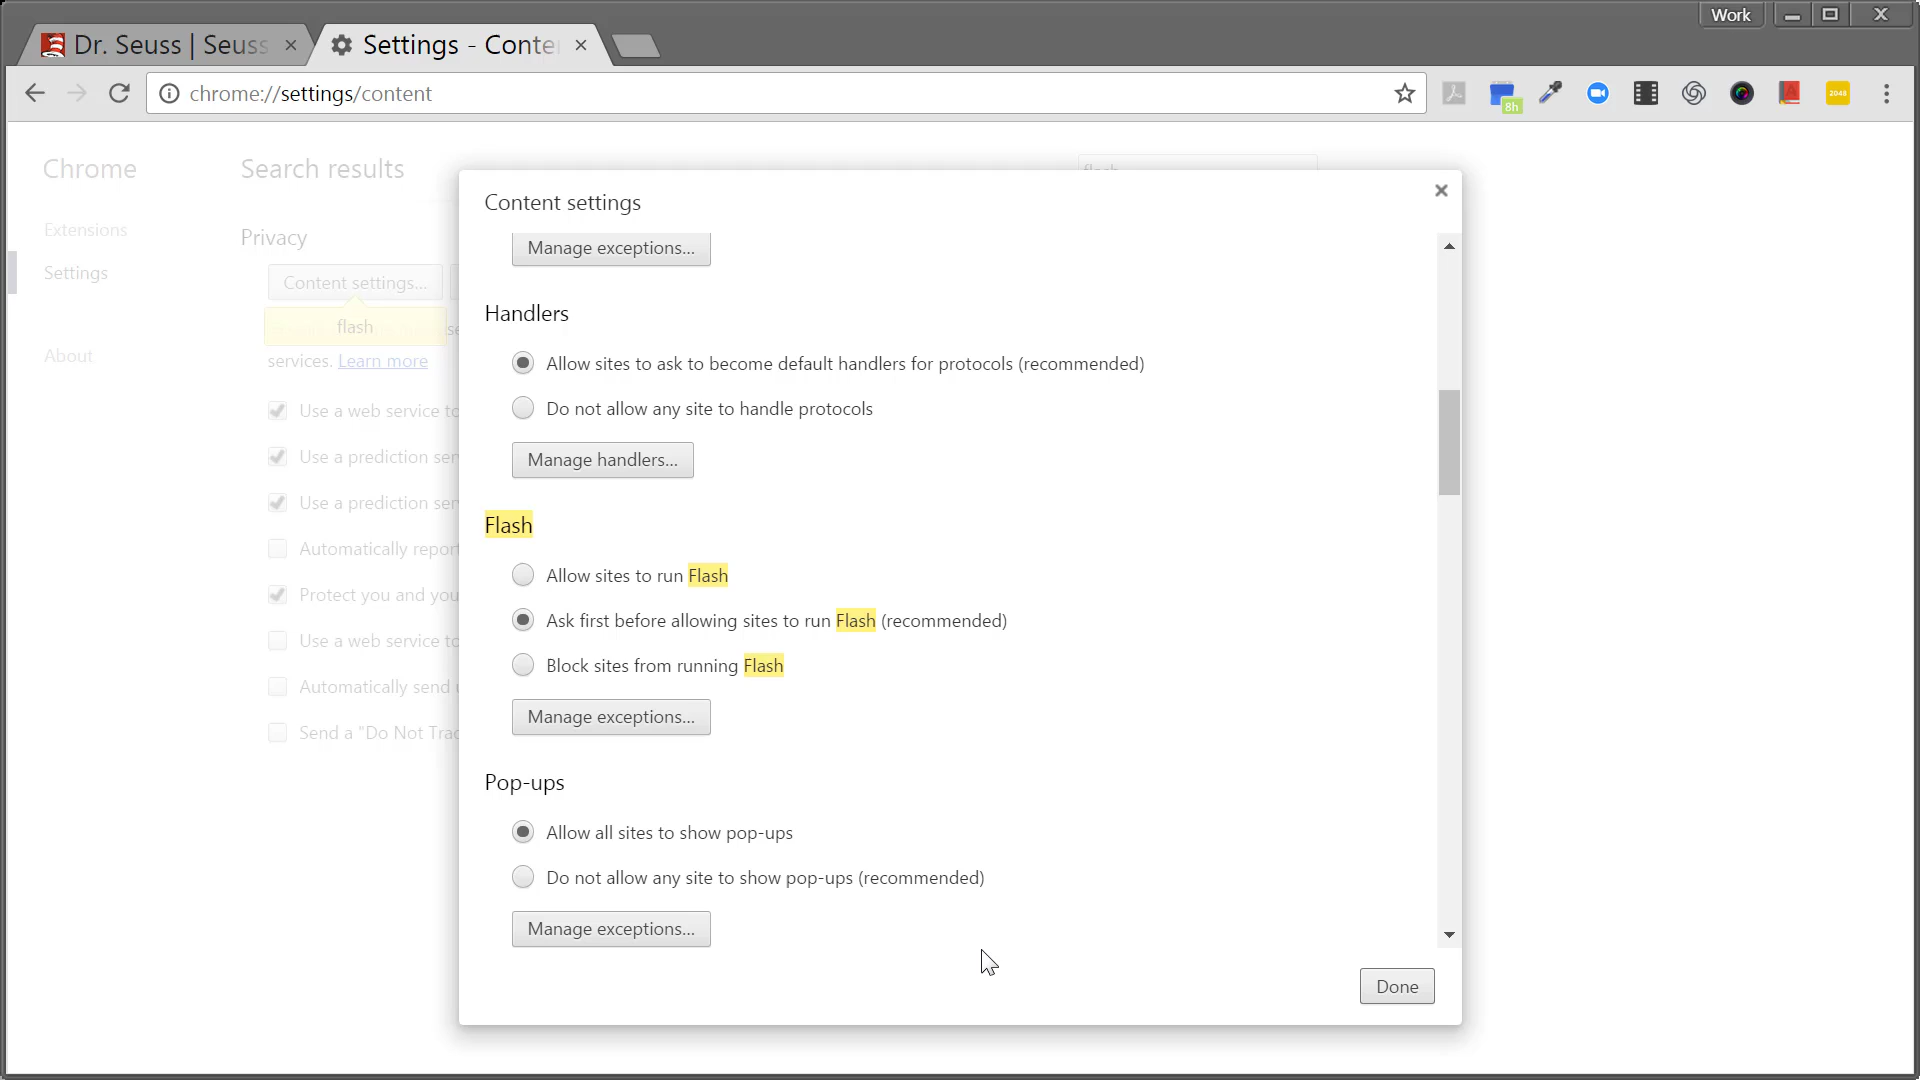 Work
Dr. Seuss | Seuss
Settings - Conte
chrome://settings/content
8h
2048
Chrome
Search results
flash
Content settings
Extensions
Manage exceptions...
Privacy
Settings
Content settings...
Handlers
flash
se
services. Learn more
About
Allow sites to ask to become default handlers for protocols (recommended)
Use a web service to
Do not allow any site to handle protocols
Use a prediction ser
Manage handlers...
Use a prediction ser
Flash
Automatically report
Allow sites to run Flash
Protect you and you
Ask first before allowing sites to run Flash (recommended)
Use a web service to
Block sites from running Flash
Automatically send u
Manage exceptions...
Send a "Do Not Trac
Pop-ups
Allow all sites to show pop-ups
Do not allow any site to show pop-ups (recommended)
Manage exceptions...
Done